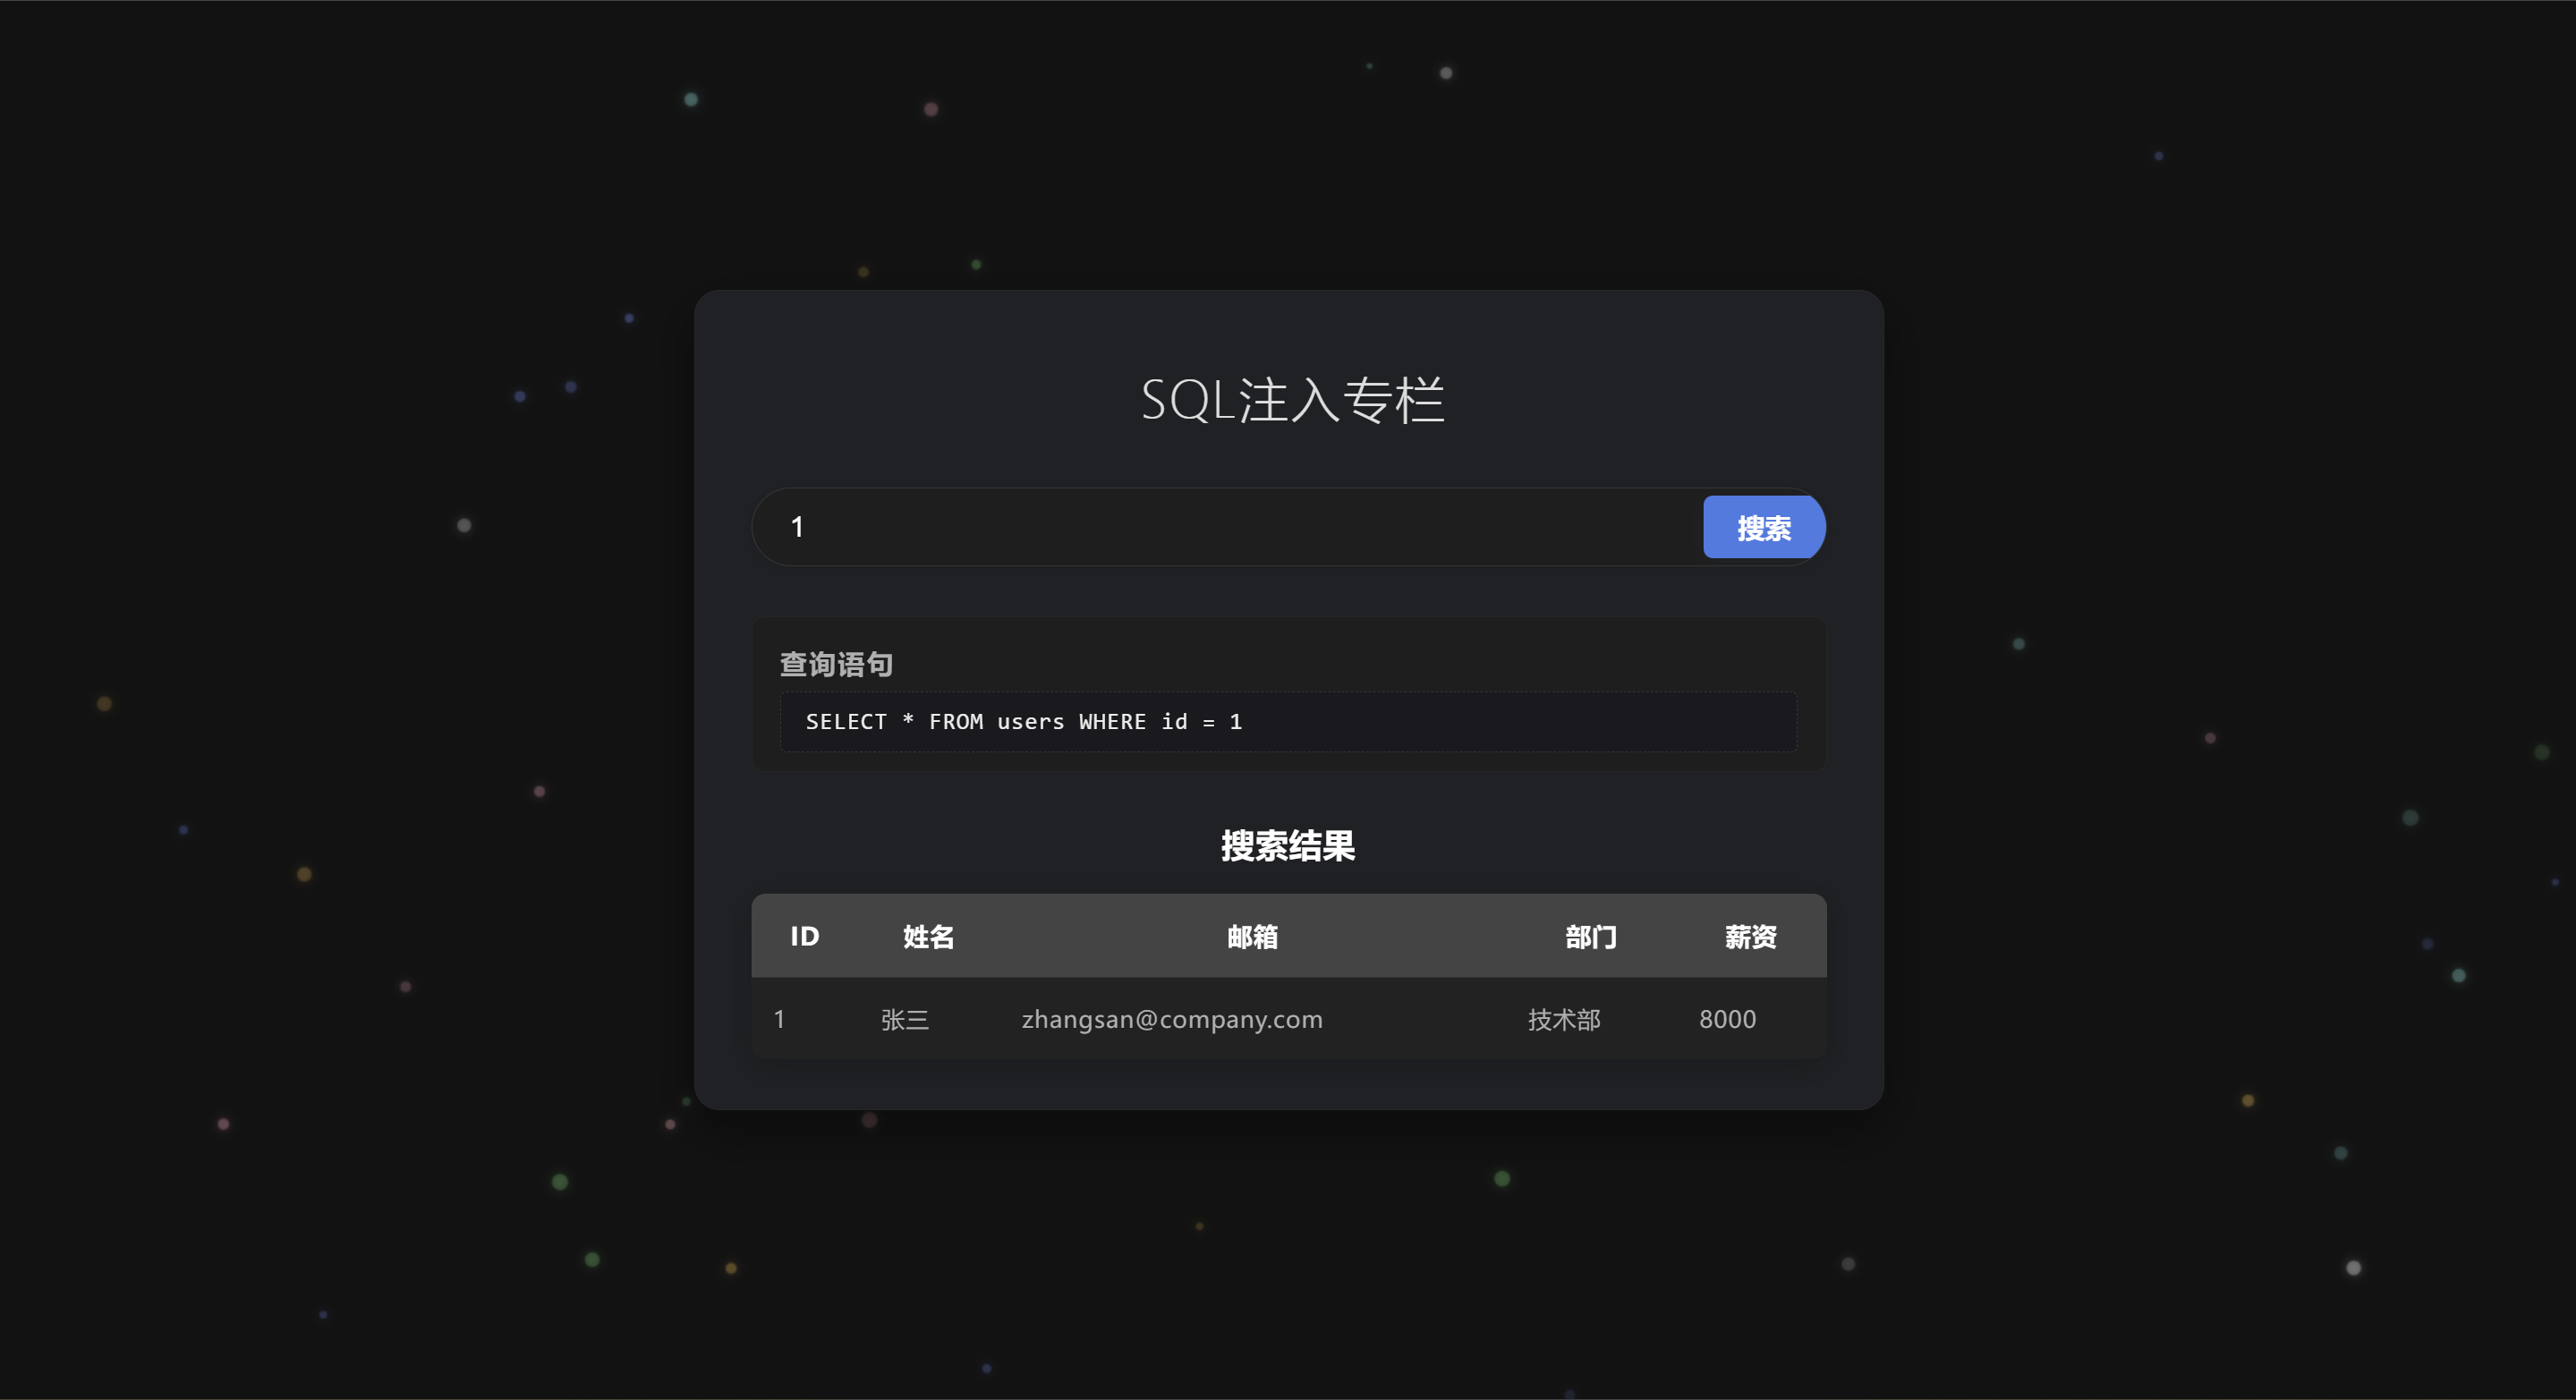 SQL注入专栏
1
搜索
查询语句
SELECT * FROM users WHERE id = 1
搜索结果
ID 姓名 邮箱 部门 薪资
1 张三 zhangsan@company.com 技术部 8000